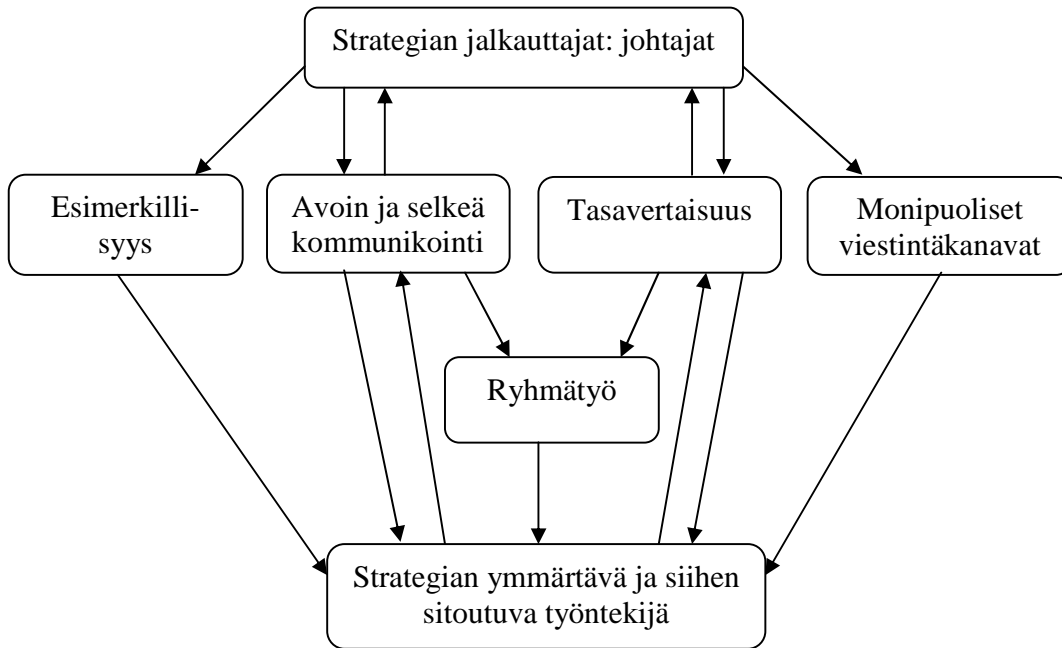 Strategian jalkauttajat: johtajat
Esimerkilli-
syys
Avoin ja selkeä
kommunikointi
Tasavertaisuus
Monipuoliset
viestintäkanavat
Ryhmätyö
Strategian ymmärtävä ja siihen
sitoutuva työntekijä